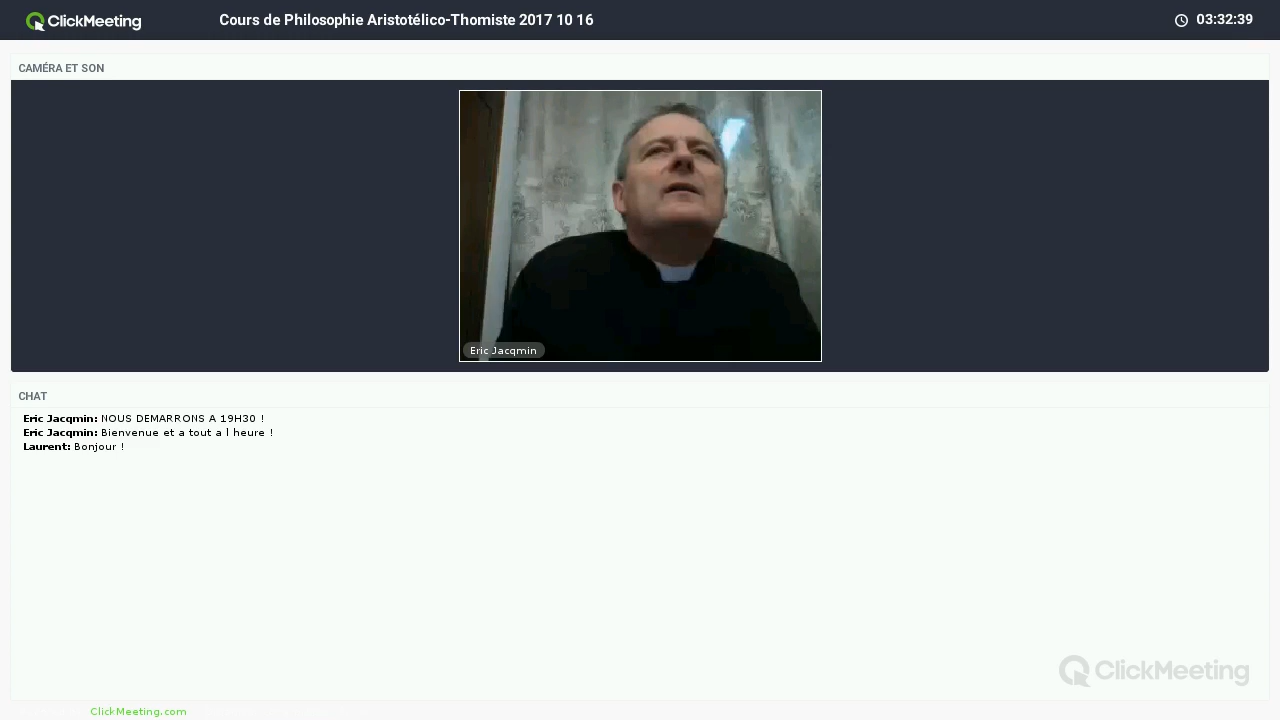 ClickMeeting
Cours de Philosophie Aristotélico-Thomiste 2017 10 16
03:32:39
CAMÉRA ET SON
Eric Jacqmin
CHAT
Eric Jacqmin: NOUS DEMARRONS A 19H30 !
Eric Jacqmin: Bienvenue et a tout a l heure !
Laurent: Bonjour !
ClickMeeting
ClickMeeting.com